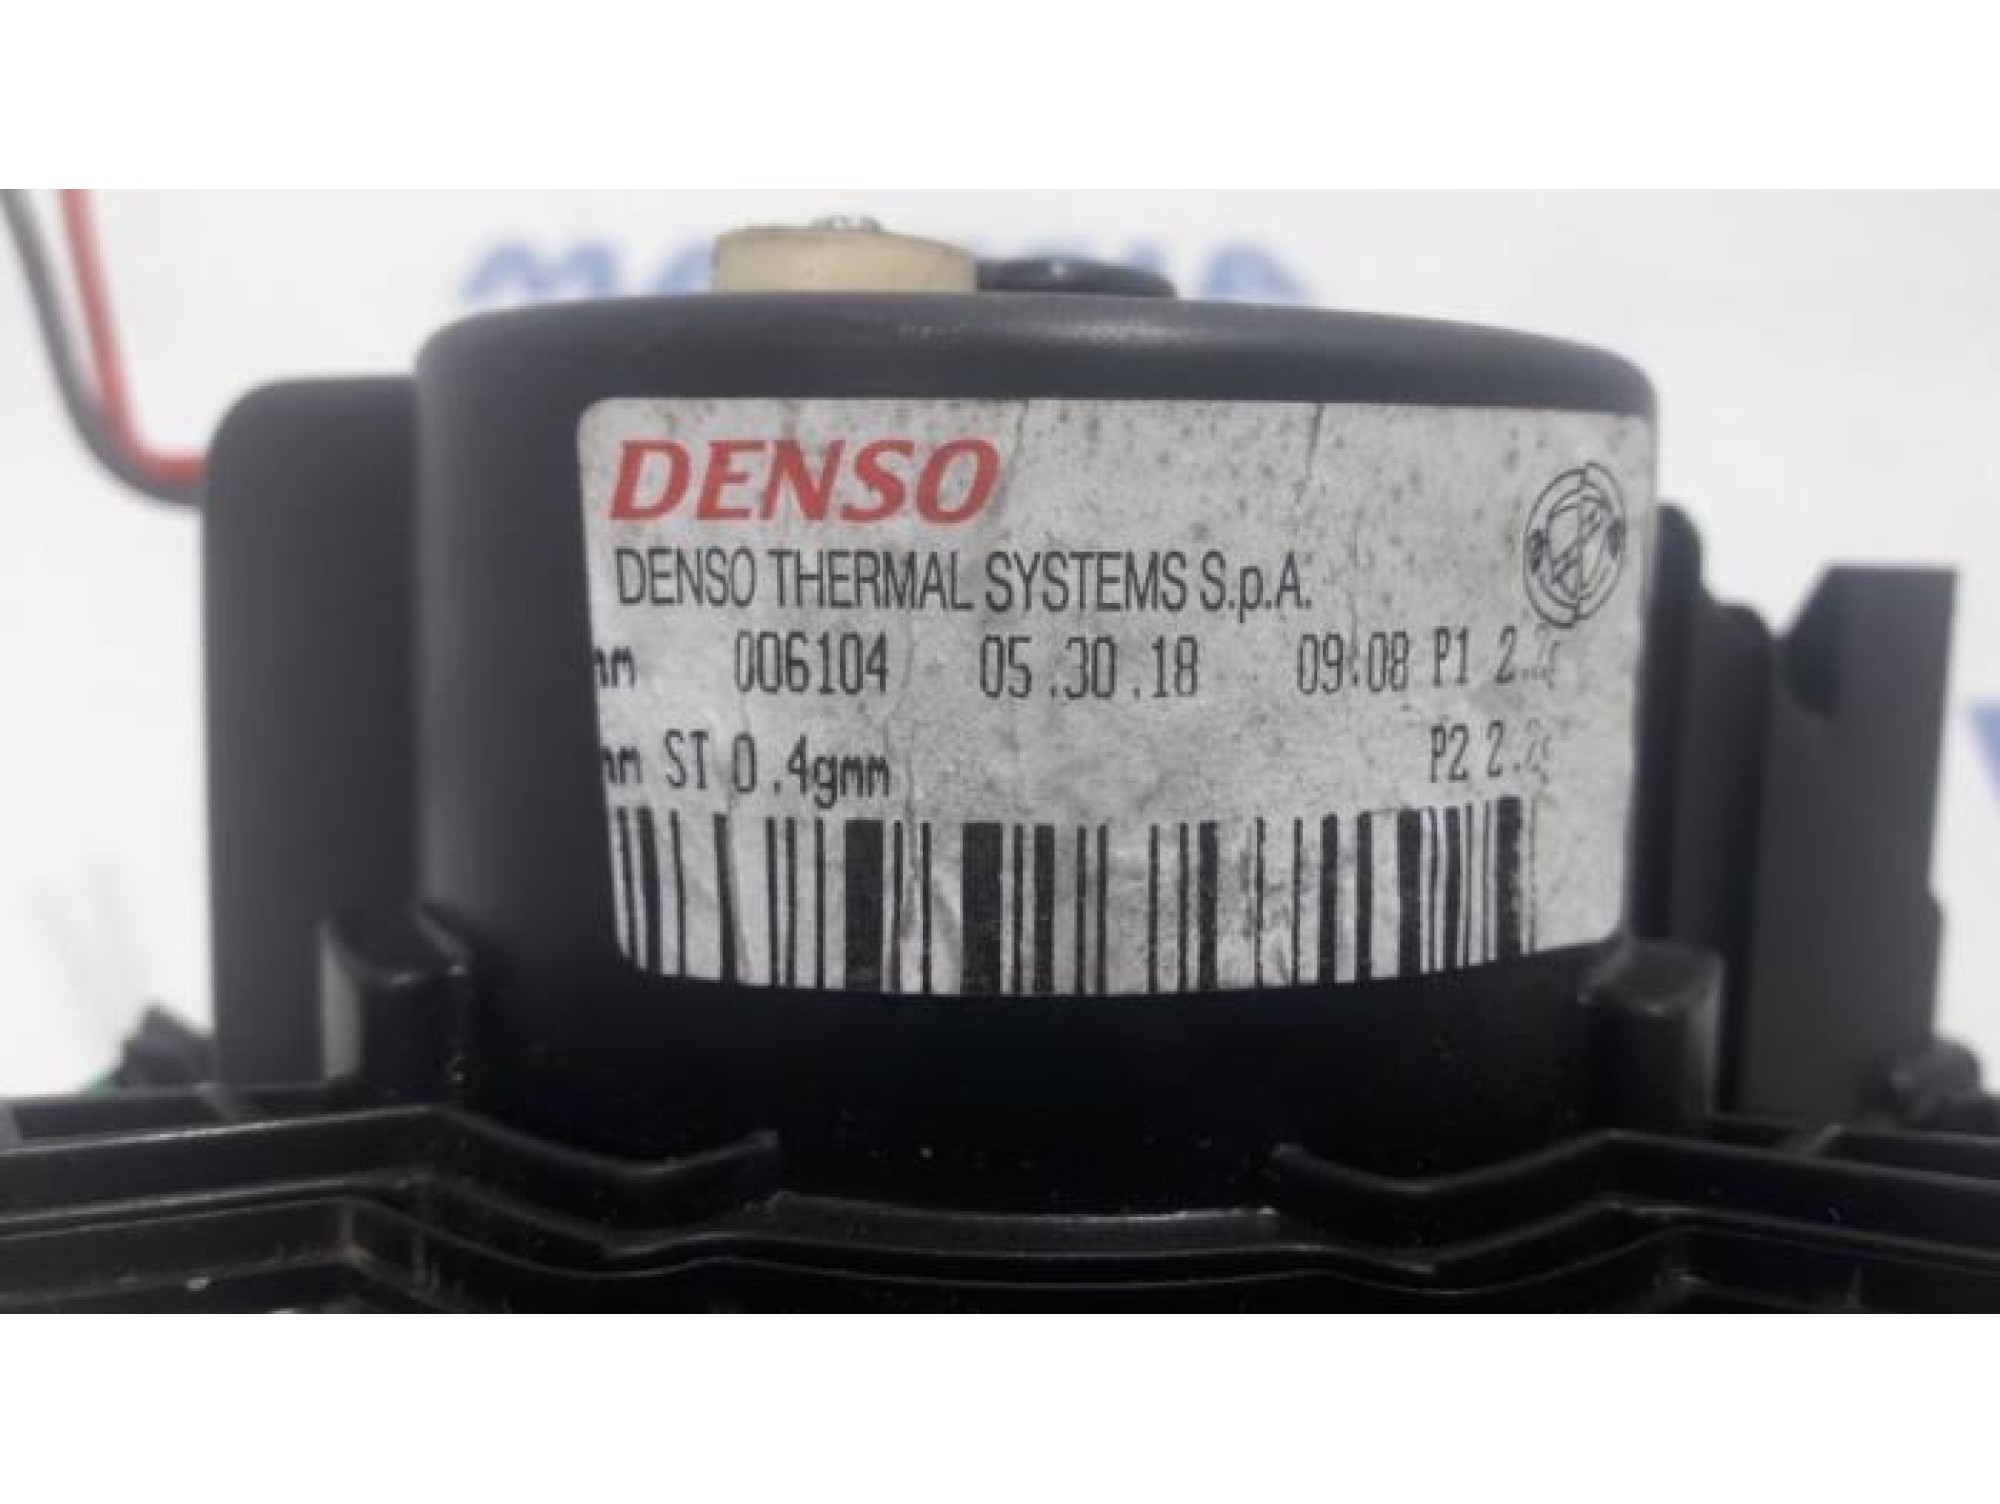 DENSO
DENSO THERMAL SYSTEMS S.p.A.
006104 05.30.18 09:08 P1
ST 0.4gmm P2